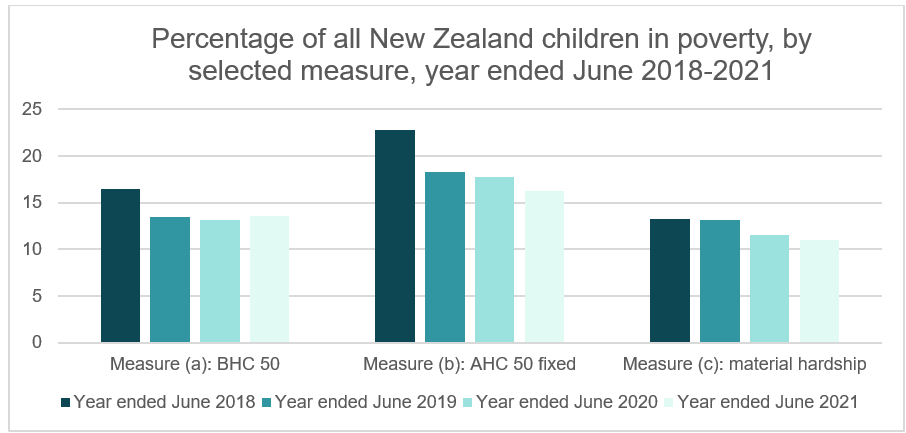 Percentage of all New Zealand children in poverty, by
selected measure, year ended June 2018-2021
25
20
15
10
5
0
Measure (a): BHC 50
Measure (b): AHC 50 fixed
Measure (c): material hardship
Year ended June 2018 Year ended June 2019 Year ended June 2020 Year ended June 2021